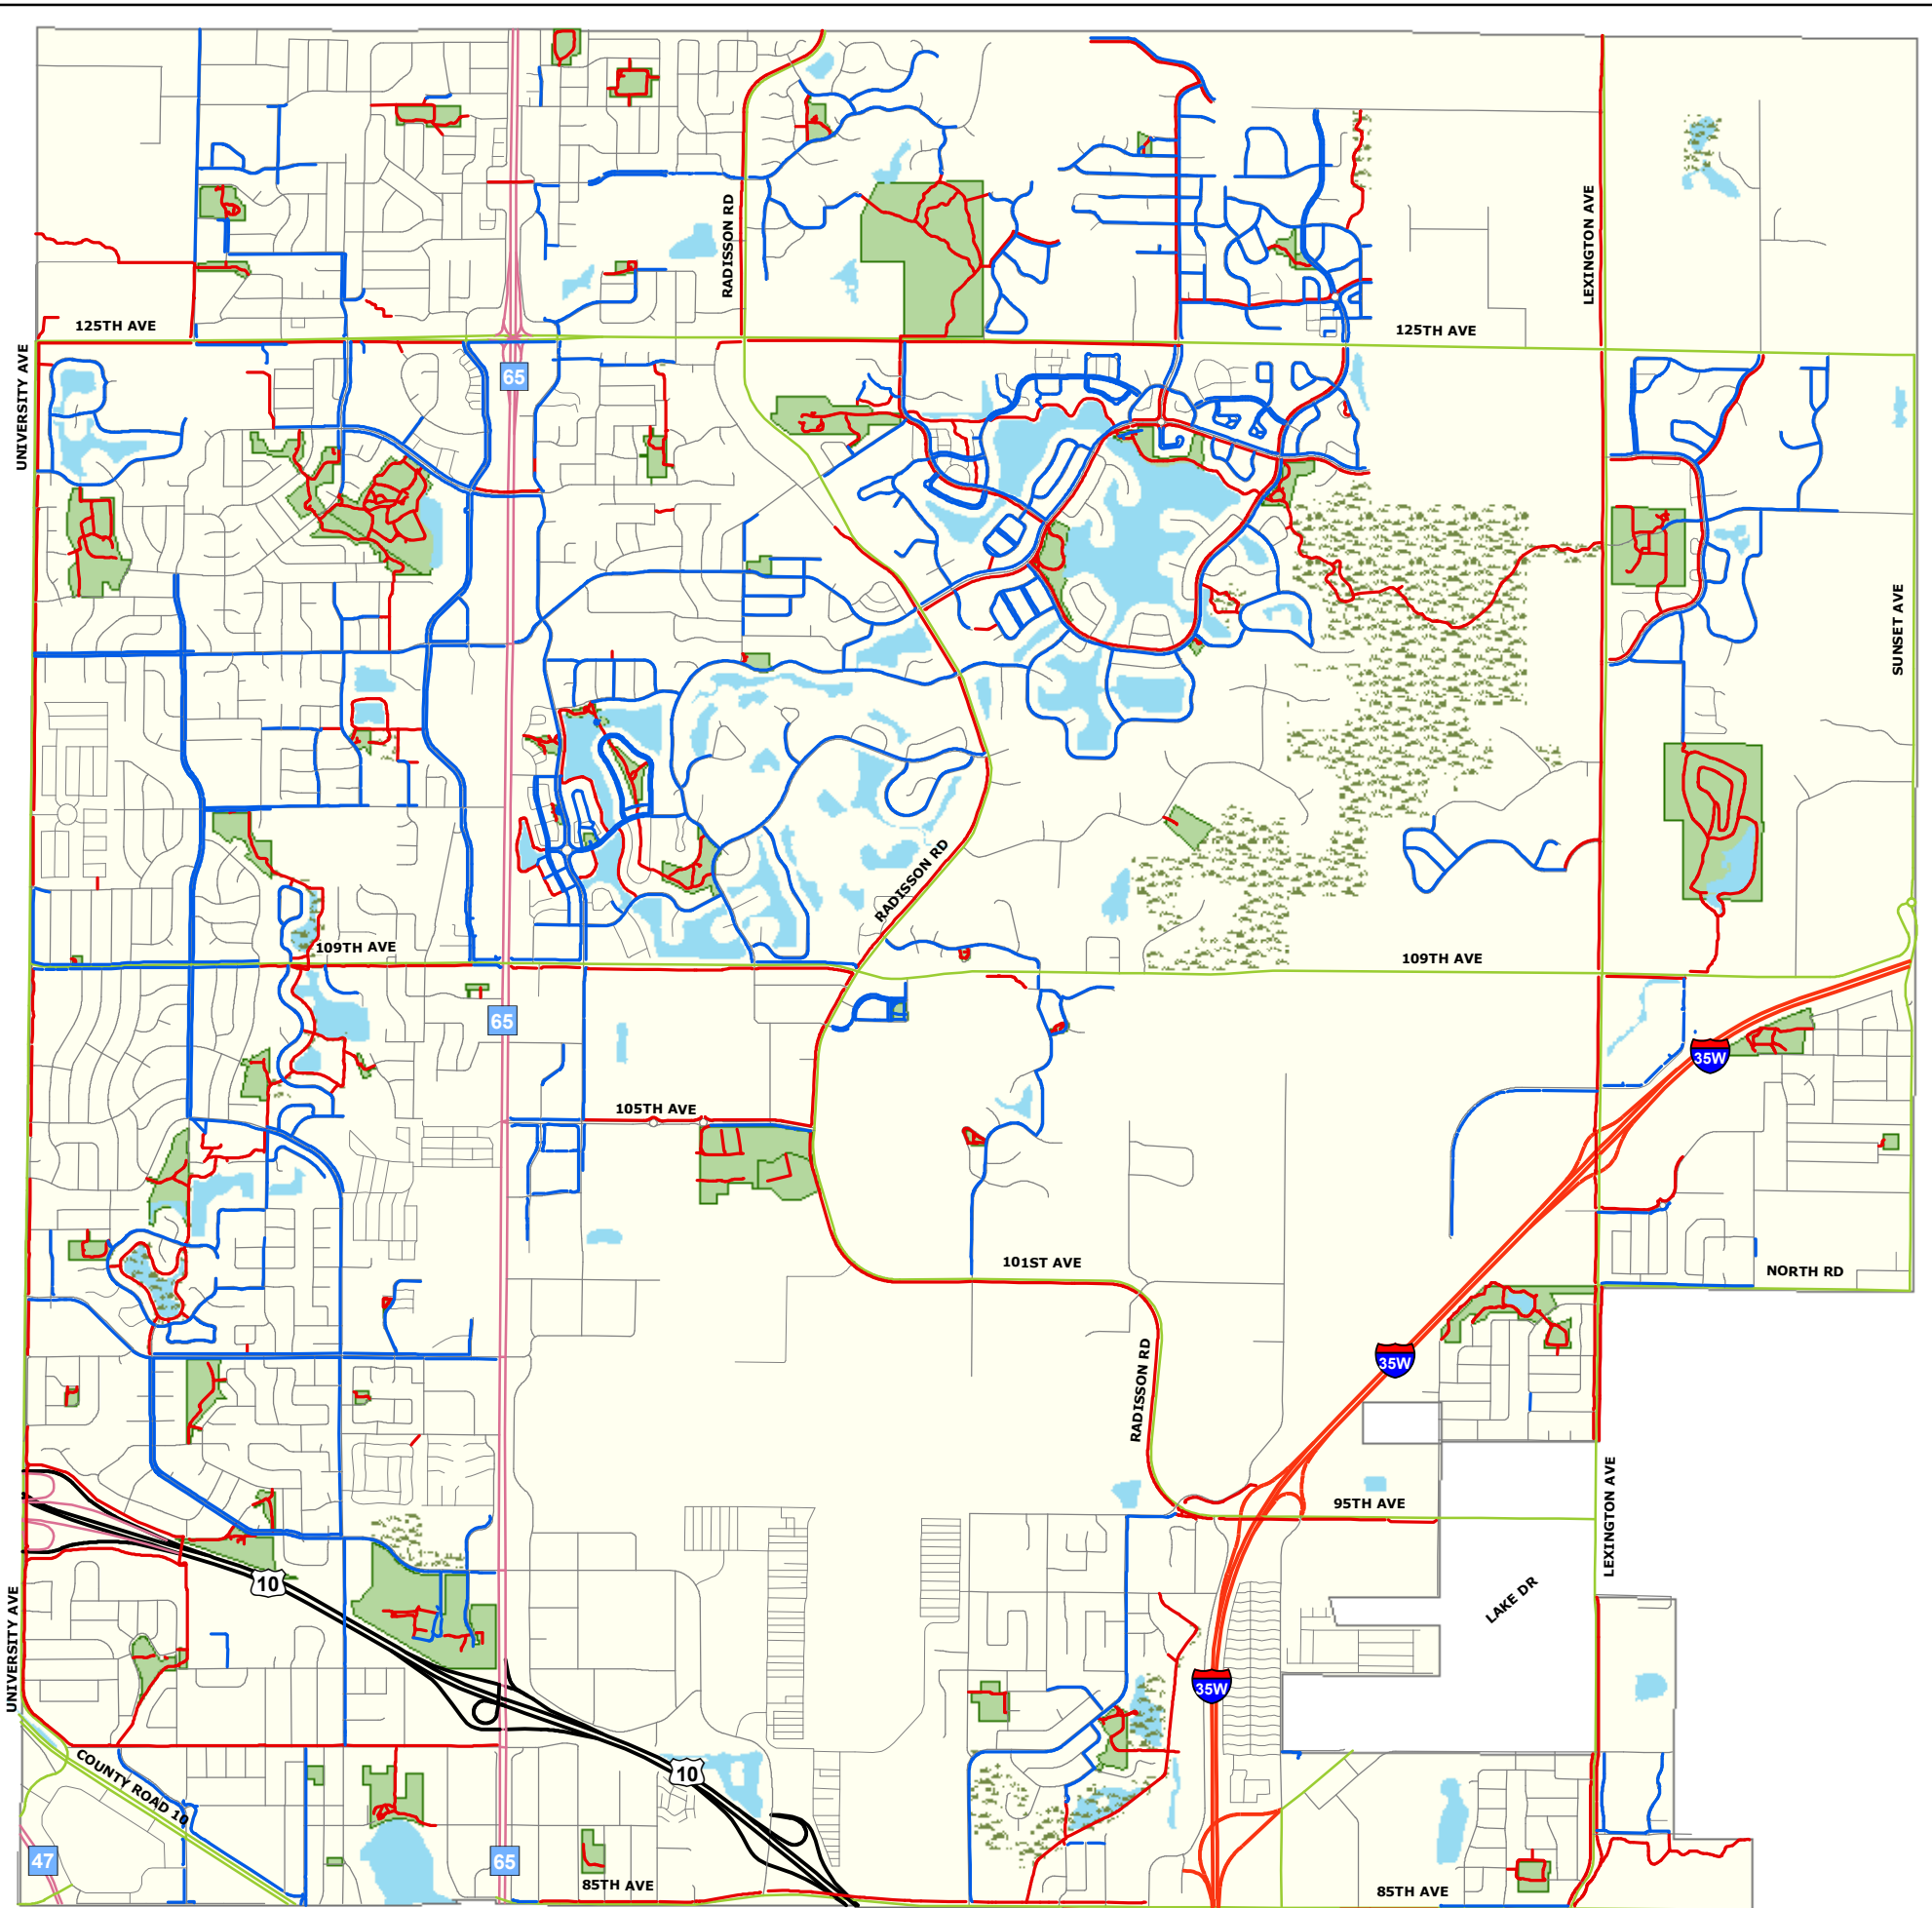 RADISSON RD
LEXINGTON AVE
125TH AVE
125TH AVE
UNIVERSITY AVE
65
SUNSET AVE
RADISSON RD
109TH AVE
109TH AVE
65
35W
105TH AVE
101ST AVE
NORTH RD
35W
RADISSON RD
95TH AVE
LEXINGTON AVE
10
LAKE DR
UNIVERSITY AVE
35W
COUNTY ROAD 10
10
47
65
85TH AVE
85TH AVE